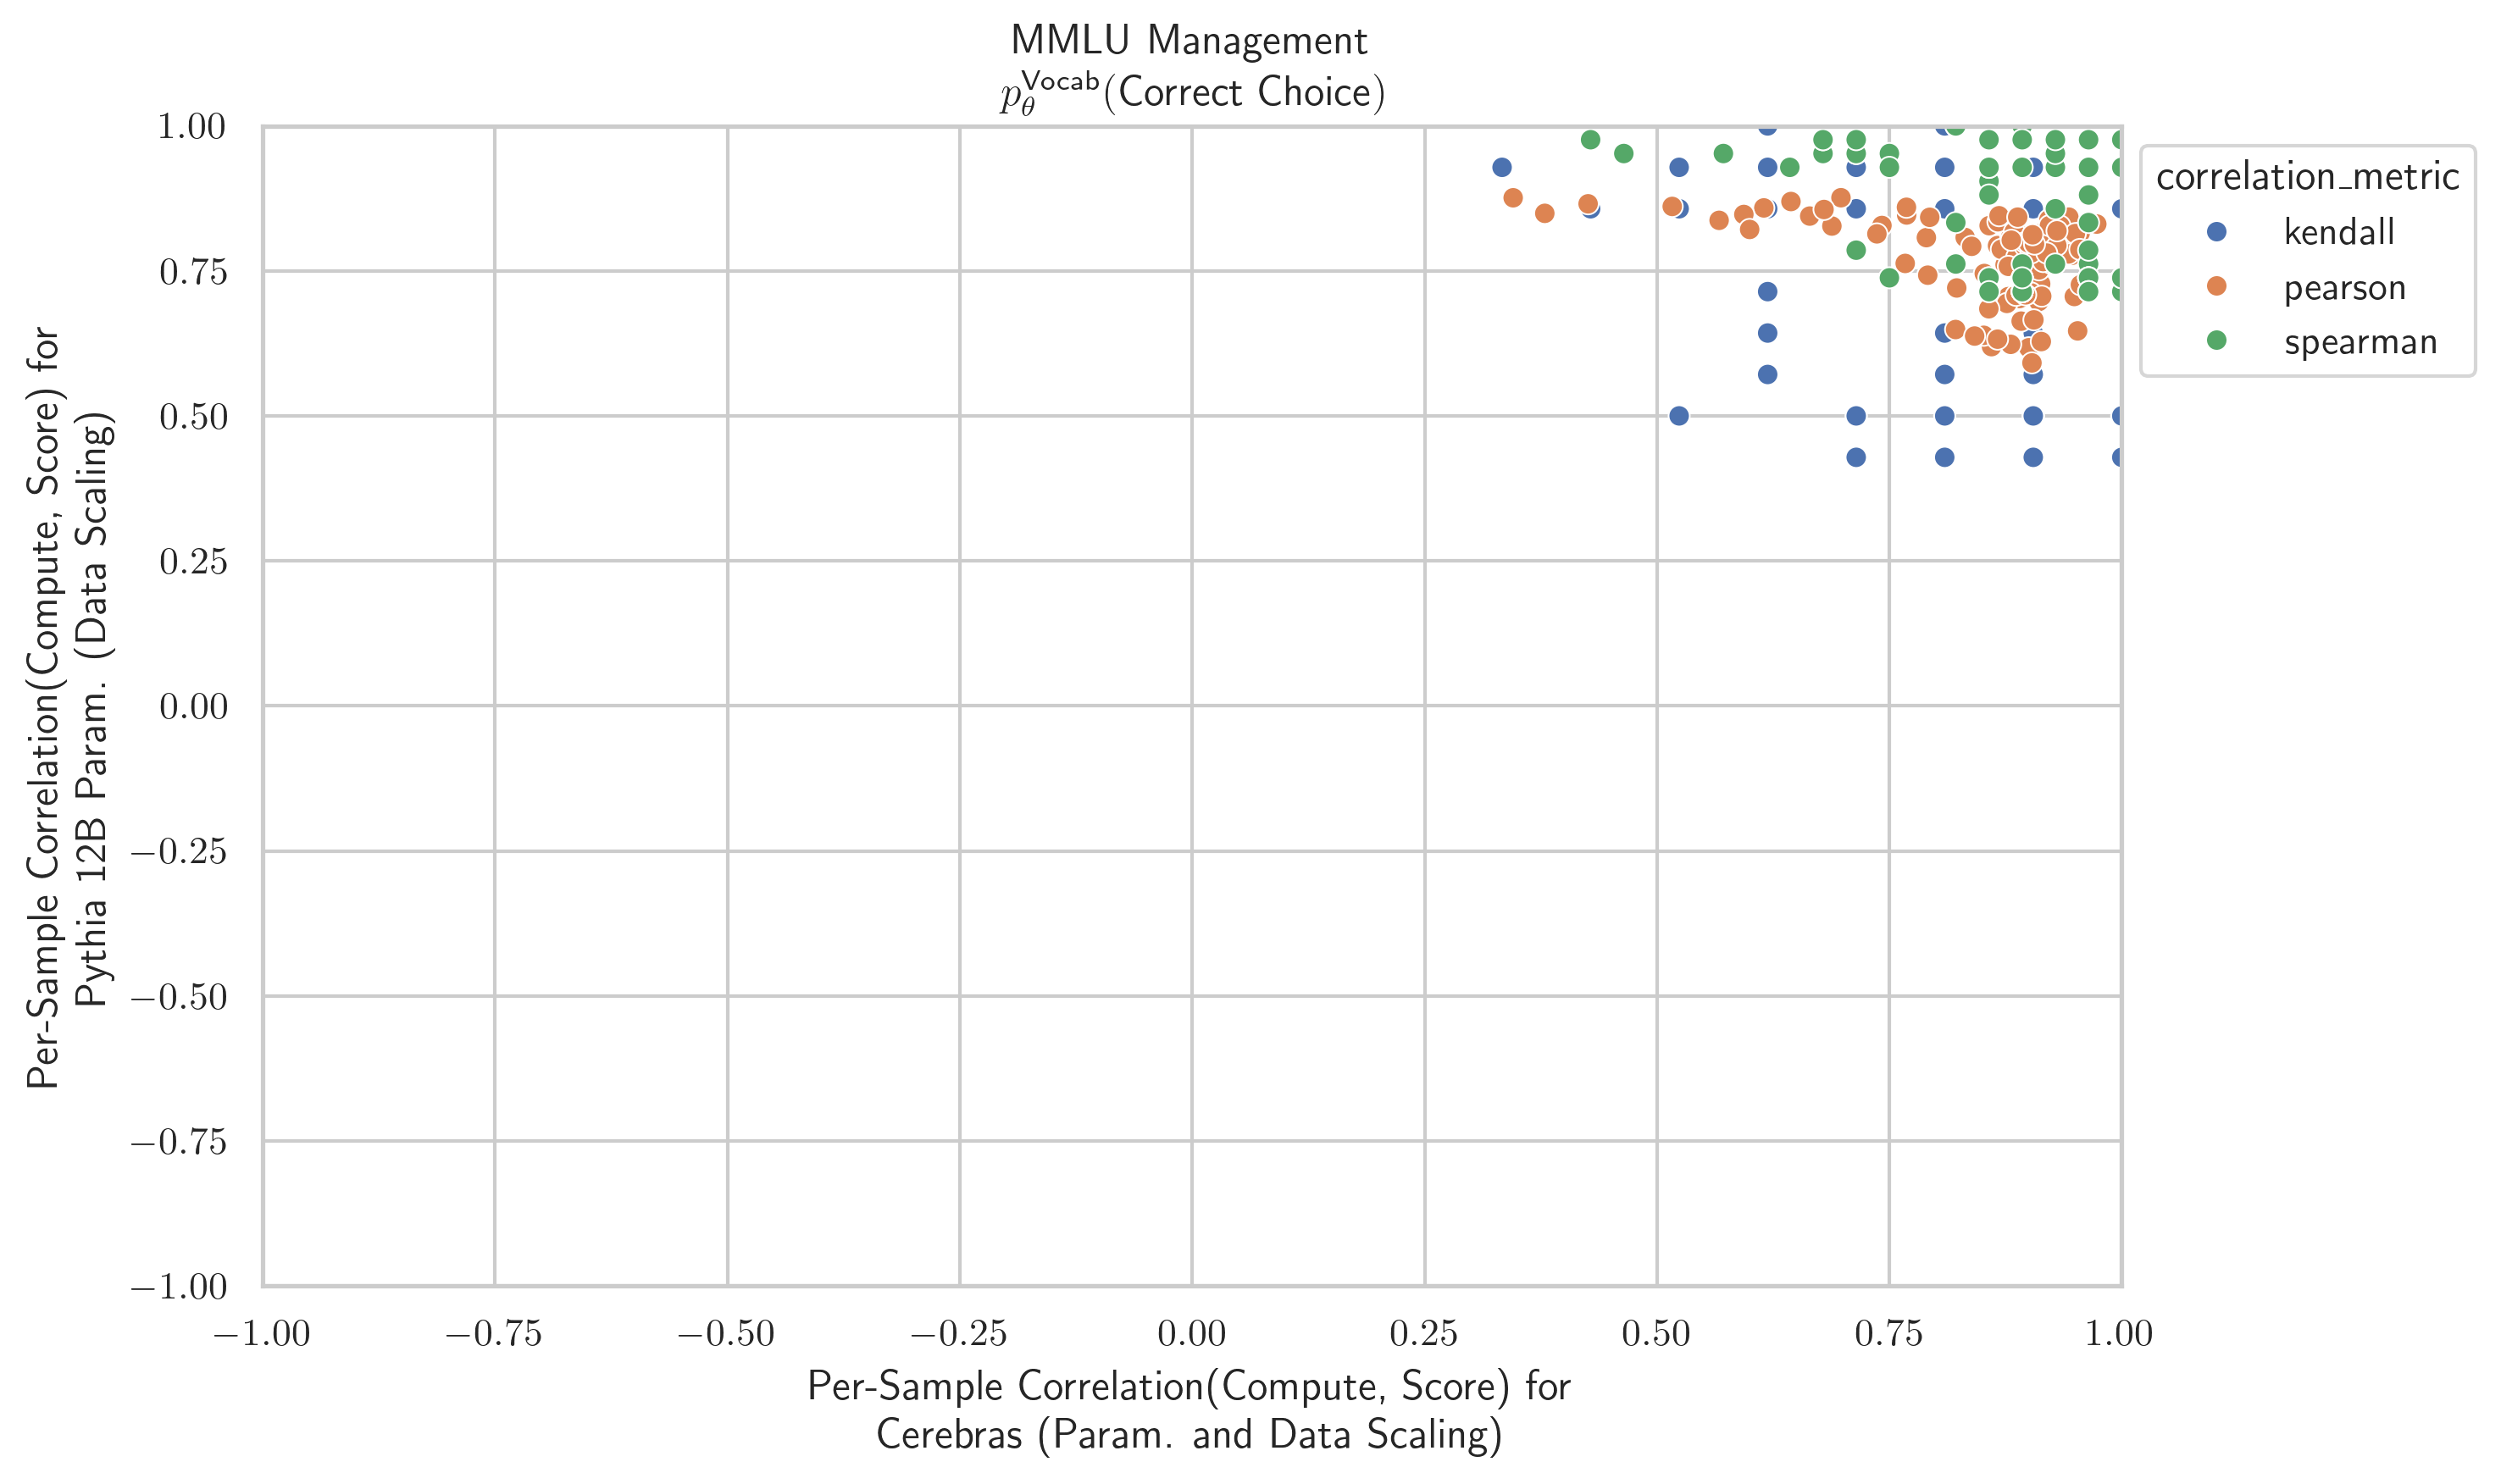 MMLU Management
p_θ^Vocab(Correct Choice)
1.00
0.75
0.50
0.25
0.00
−0.25
−0.50
−0.75
−1.00
Per-Sample Correlation(Compute, Score) for
Pythia 12B Param. (Data Scaling)
correlation_metric
kendall
pearson
spearman
−1.00 −0.75 −0.50 −0.25 0.00 0.25 0.50 0.75 1.00
Per-Sample Correlation(Compute, Score) for
Cerebras (Param. and Data Scaling)